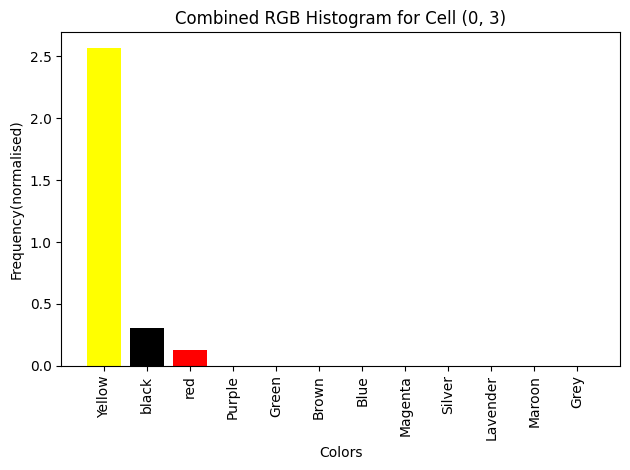 Combined RGB Histogram for Cell (0, 3)
Frequency(normalised)
2.5
2.0
1.5
1.0
0.5
0.0
Yellow
black
red
Purple
Green
Brown
Blue
Magenta
Silver
Lavender
Maroon
Grey
Colors